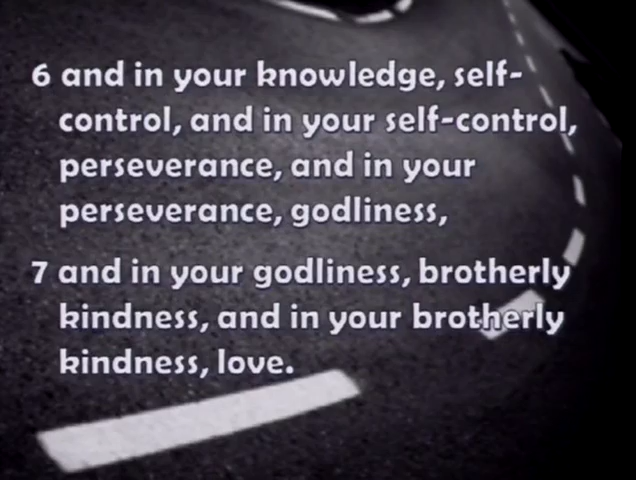 6 and in your knowledge, self-
control, and in your self-control,
perseverance, and in your
perseverance, godliness,
7 and in your godliness, brotherly
kindness, and in your brotherly
kindness, love.